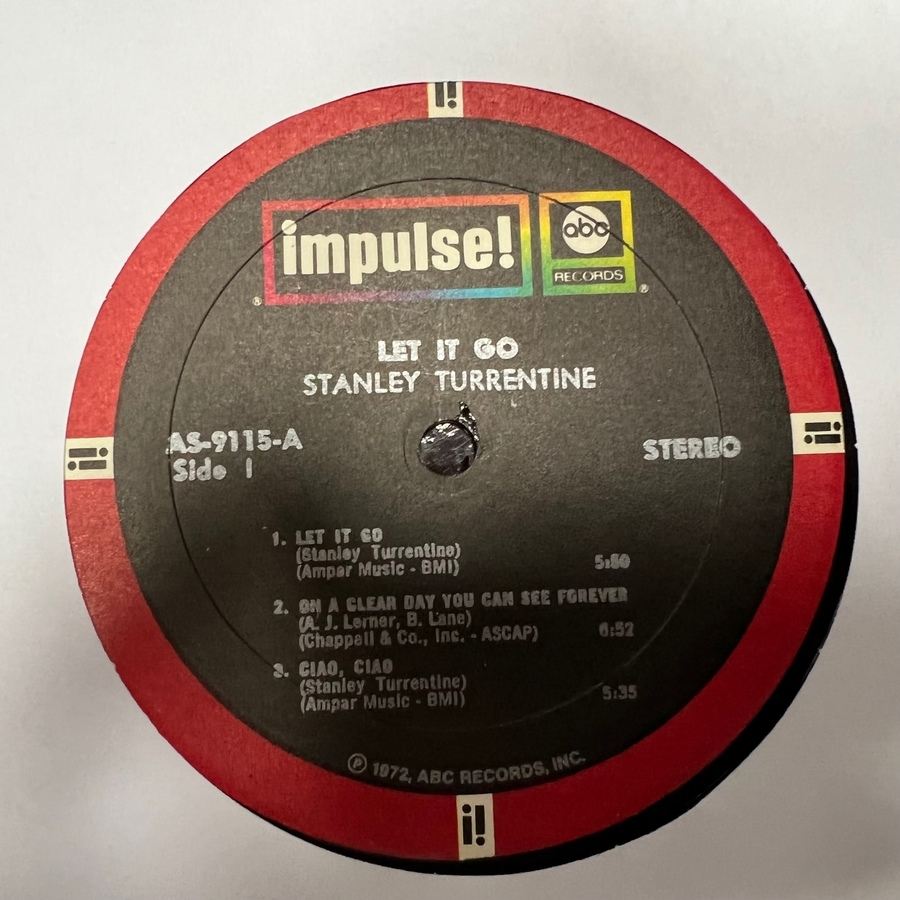 impulse!
abc
RECORDS
LET IT GO
STANLEY TURRENTINE
AS-9115-A
Side 1
STEREO
1. LET IT GO
(Stanley Turrentine)
(Ampar Music - BMI)
2. ON A CLEAR DAY YOU CAN SEE FOREVER
(A. J. Lerner, B. Lane)
(Chappell & Co., Inc. - ASCAP) 6:52
3. CIAO, CIAO
(Stanley Turrentine)
(Ampar Music - BMI) 5:35
℗ 1972, ABC RECORDS, INC.